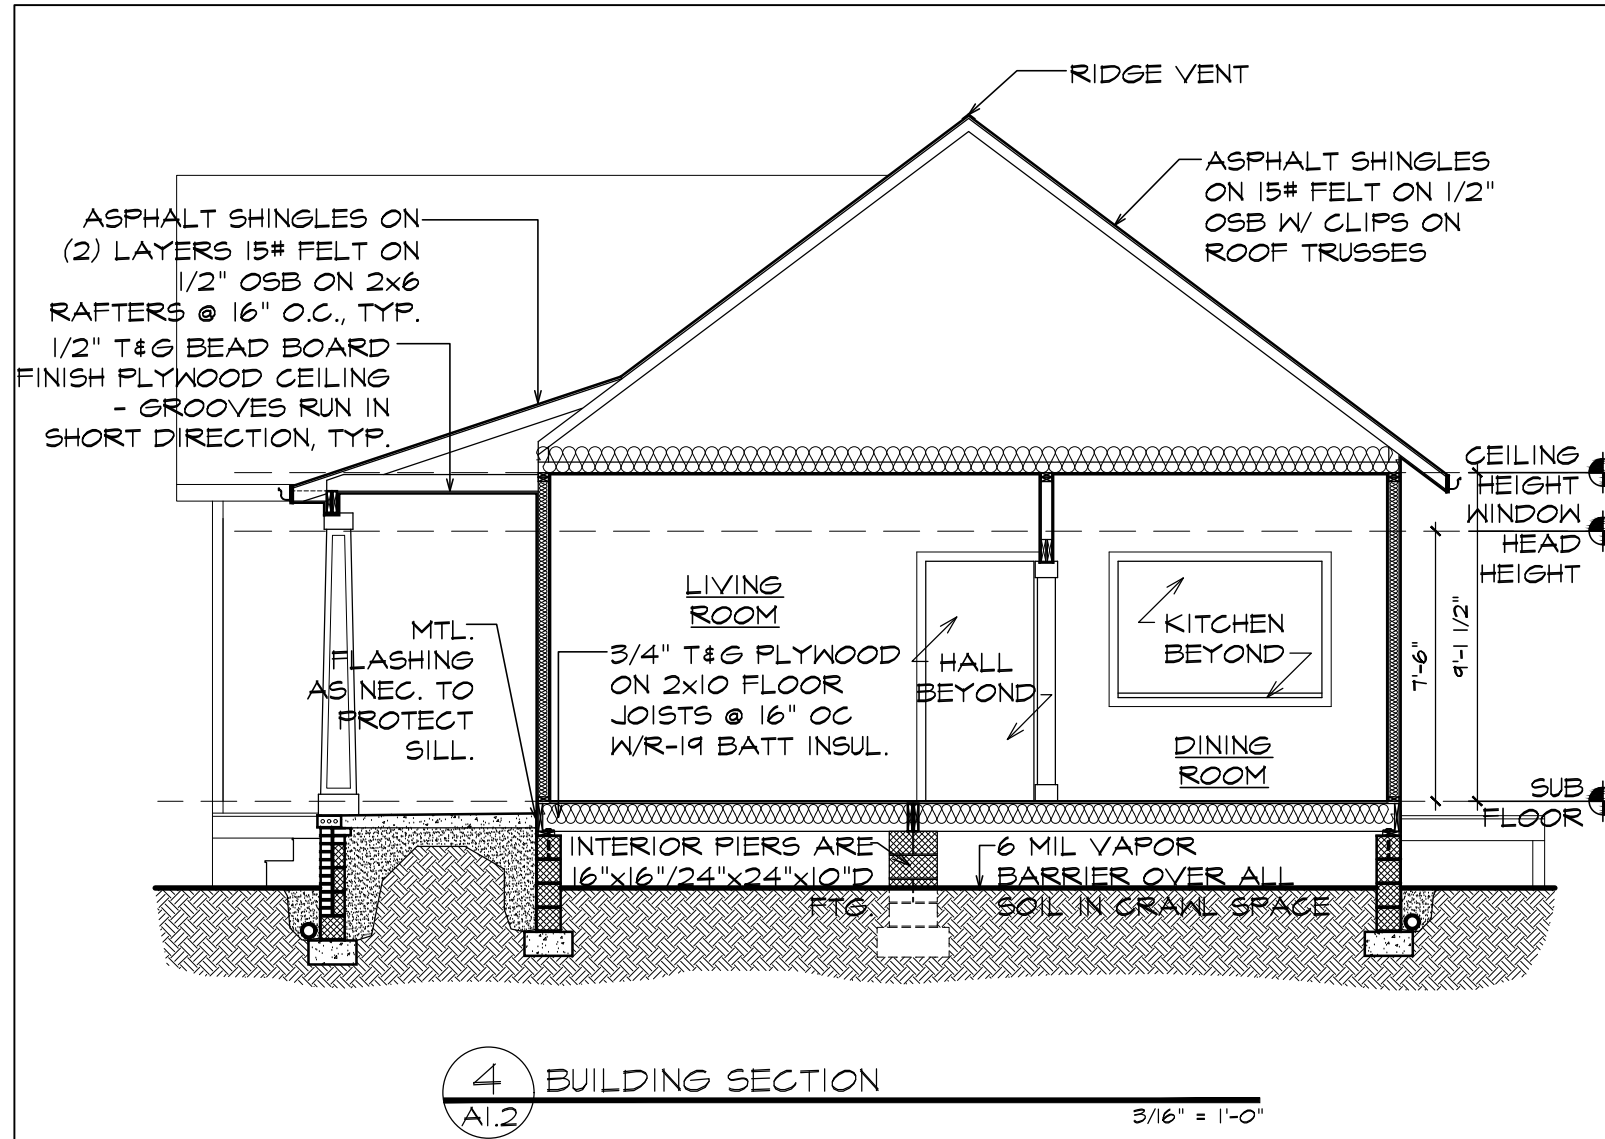 RIDGE VENT
ASPHALT SHINGLES
ON 15# FELT ON 1/2"
OSB W/ CLIPS ON
ROOF TRUSSES
ASPHALT SHINGLES ON
(2) LAYERS 15# FELT ON
1/2" OSB ON 2x6
RAFTERS @ 16" O.C., TYP.
1/2" T&G BEAD BOARD
FINISH PLYWOOD CEILING
- GROOVES RUN IN
SHORT DIRECTION, TYP.
CEILING
HEIGHT
WINDOW
HEAD
HEIGHT
LIVING
ROOM
MTL.
FLASHING
AS NEC. TO
PROTECT
SILL.
3/4" T&G PLYWOOD
ON 2x10 FLOOR
JOISTS @ 16" OC
W/R-19 BATT INSUL.
HALL
BEYOND
KITCHEN
BEYOND
DINING
ROOM
7'-6"
9'-1 1/2"
SUB
FLOOR
INTERIOR PIERS ARE
16"x16"/24"x24"x10"D
FTG.
6 MIL VAPOR
BARRIER OVER ALL
SOIL IN CRAWL SPACE
4
A1.2
BUILDING SECTION
3/16" = 1'-0"